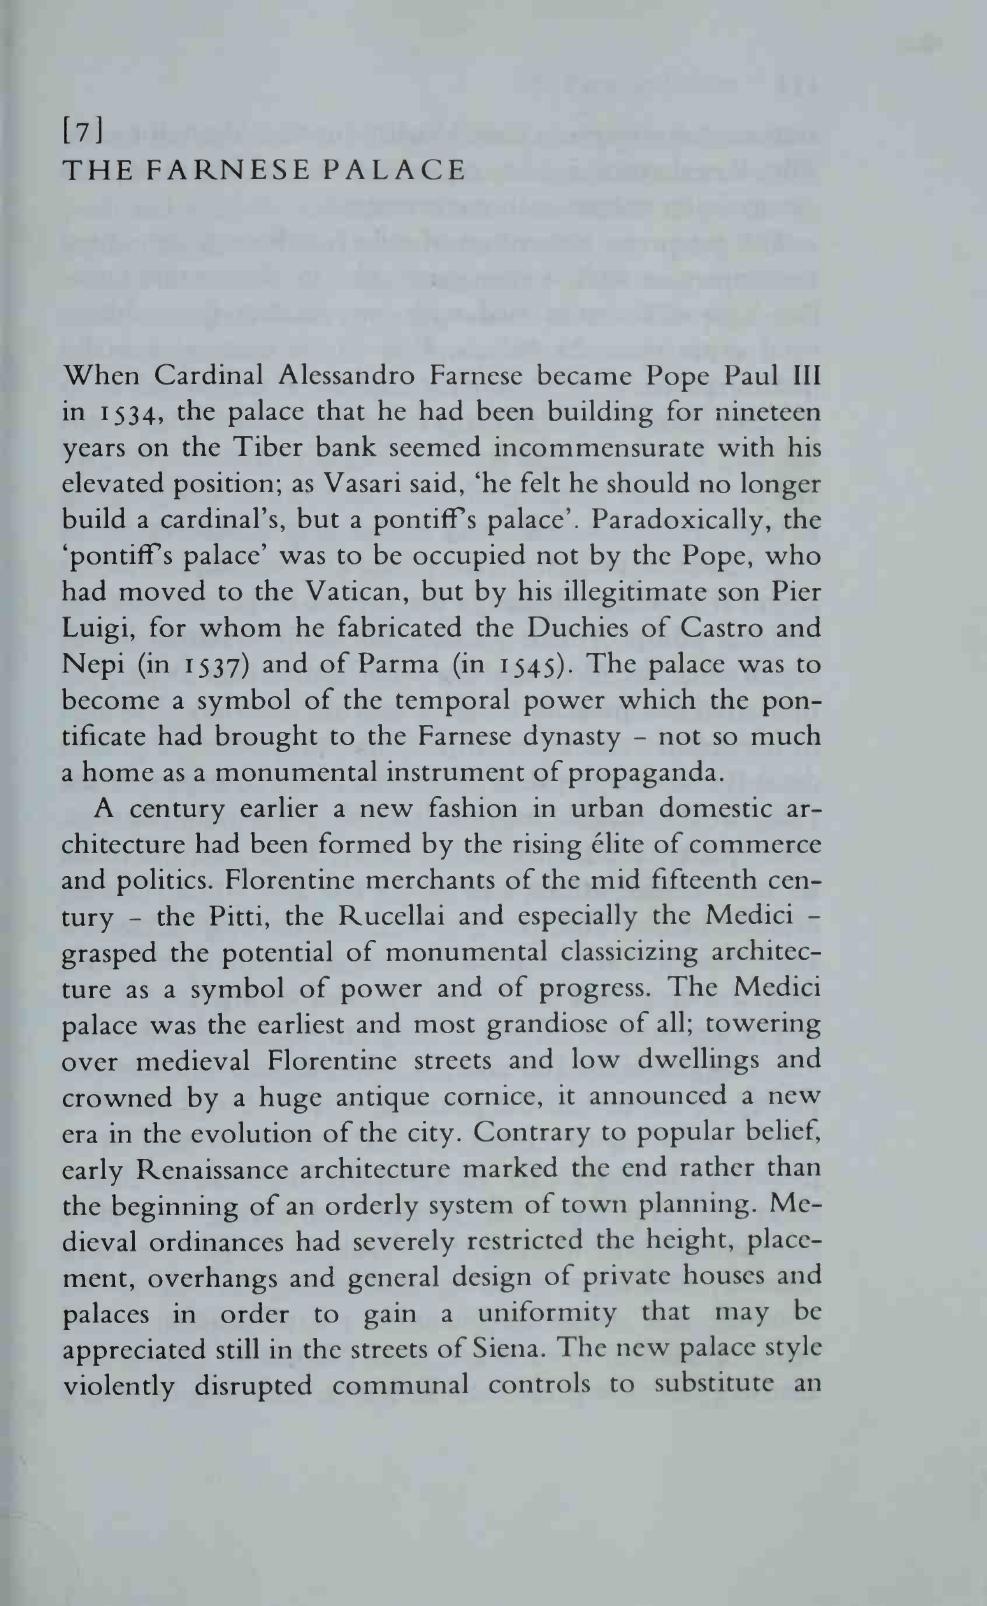 [7]
THE FARNESE PALACE
When Cardinal Alessandro Farnese became Pope Paul III
in 1534, the palace that he had been building for nineteen
years on the Tiber bank seemed incommensurate with his
elevated position; as Vasari said, ‘he felt he should no longer
build a cardinal’s, but a pontiff’s palace’. Paradoxically, the
‘pontiff’s palace’ was to be occupied not by the Pope, who
had moved to the Vatican, but by his illegitimate son Pier
Luigi, for whom he fabricated the Duchies of Castro and
Nepi (in 1537) and of Parma (in 1545). The palace was to
become a symbol of the temporal power which the pon-
tificate had brought to the Farnese dynasty – not so much
a home as a monumental instrument of propaganda.
A century earlier a new fashion in urban domestic ar-
chitecture had been formed by the rising élite of commerce
and politics. Florentine merchants of the mid fifteenth cen-
tury – the Pitti, the Rucellai and especially the Medici –
grasped the potential of monumental classicizing architec-
ture as a symbol of power and of progress. The Medici
palace was the earliest and most grandiose of all; towering
over medieval Florentine streets and low dwellings and
crowned by a huge antique cornice, it announced a new
era in the evolution of the city. Contrary to popular belief,
early Renaissance architecture marked the end rather than
the beginning of an orderly system of town planning. Me-
dieval ordinances had severely restricted the height, place-
ment, overhangs and general design of private houses and
palaces in order to gain a uniformity that may be
appreciated still in the streets of Siena. The new palace style
violently disrupted communal controls to substitute an